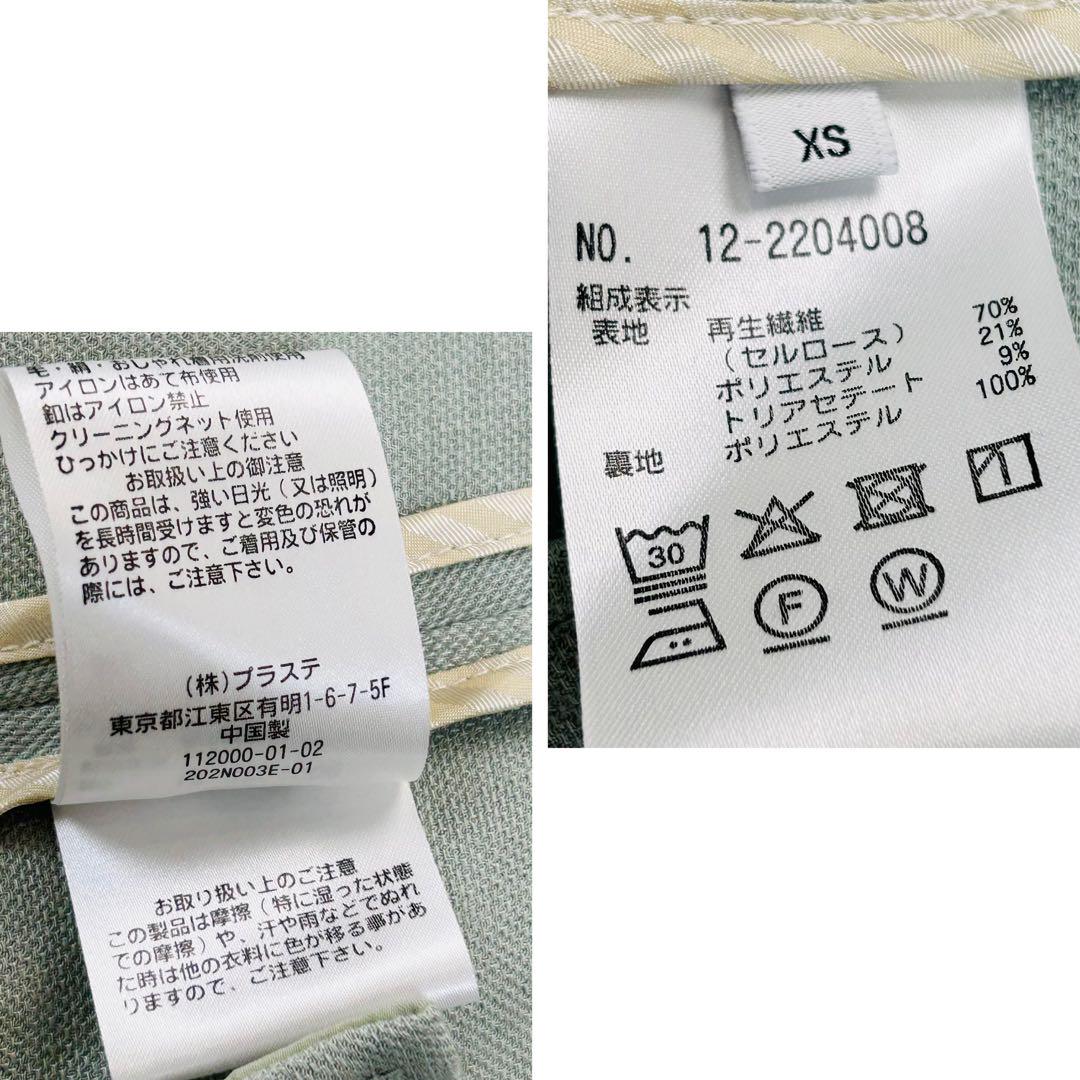 毛・絹・おしゃれ着用洗剤使用
アイロンはあて布使用
釦はアイロン禁止
クリーニングネット使用
ひっかけにご注意ください
お取扱い上の御注意
この商品は、強い日光（又は照明）
を長時間受けますと変色の恐れが
ありますので、ご着用及び保管の
際には、ご注意下さい。
(株)プラステ
東京都江東区有明1-6-7-5F
中国製
112000-01-02
202N003E-01
お取り扱い上のご注意
この製品は摩擦（特に湿った状態
での摩擦）や、汗や雨などでぬれ
た時は他の衣料に色が移る事があ
りますので、ご注意下さい。
XS
NO. 12-2204008
組成表示
表地 再生繊維 70%
（セルロース）
ポリエステル 21%
トリアセテート 9%
裏地 ポリエステル 100%
30
F
W